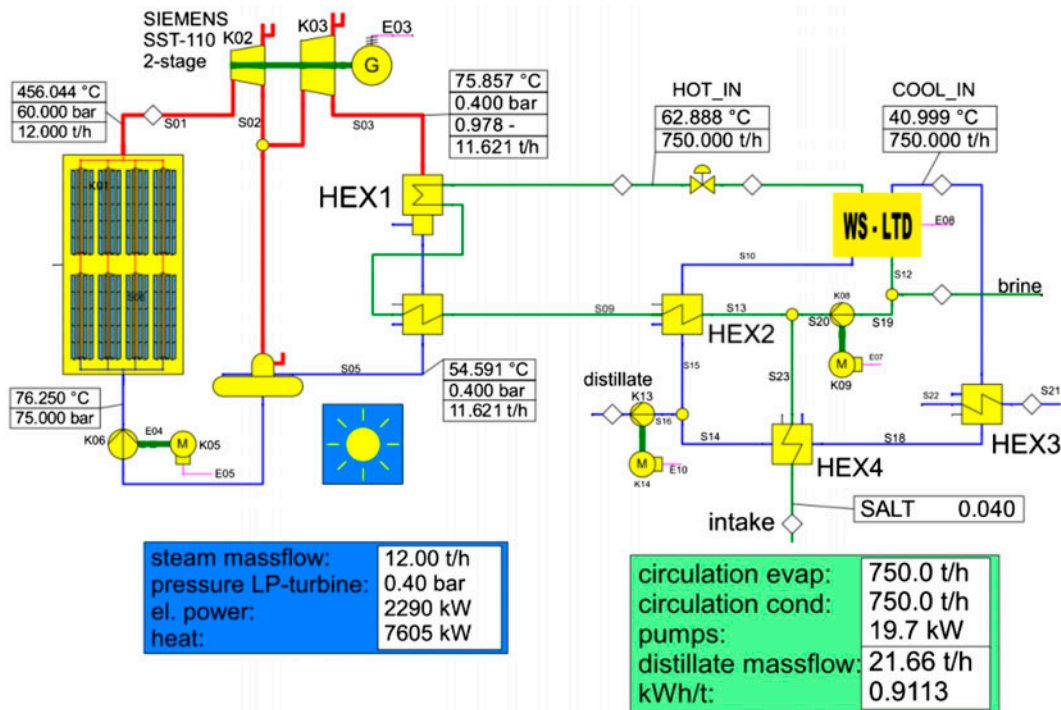 SIEMENS
SST-110
2-stage
K02
K03
E03
G
456.044 °C
60.000 bar
12.000 t/h
S01
S02
S03
75.857 °C
0.400 bar
0.978 -
11.621 t/h
HOT_IN
62.888 °C
750.000 t/h
COOL_IN
40.999 °C
750.000 t/h
K01
HEX1
WS - LTD
E08
S10
S12
brine
S06
S09
S13
K08
S20
S19
HEX2
M
K09
E07
S05
54.591 °C
0.400 bar
11.621 t/h
S15
S23
distillate
K13
S16
S14
S18
S22
S21
HEX3
76.250 °C
75.000 bar
K06
E04
M
K05
E05
M
K14
E10
HEX4
intake
SALT 0.040
steam massflow: 12.00 t/h
pressure LP-turbine: 0.40 bar
el. power: 2290 kW
heat: 7605 kW
circulation evap: 750.0 t/h
circulation cond: 750.0 t/h
pumps: 19.7 kW
distillate massflow: 21.66 t/h
kWh/t: 0.9113